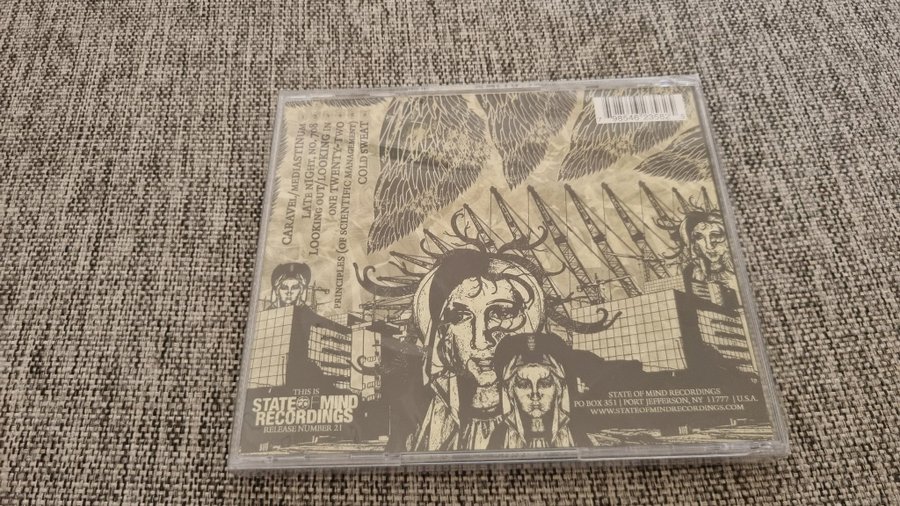 CARAVEL/MEDIASTINUM
LATE NIGHT, NO. 706
LOOKING OUT/LOOKING IN
ONE TWENTY-TWO
PRINCIPLES (OF SCIENTIFIC MANAGEMENT)
COLD SWEAT
THIS IS
STATE OF MIND
RECORDINGS
RELEASE NUMBER 21
STATE OF MIND RECORDINGS
PO BOX 351 | PORT JEFFERSON, NY 11777 | U.S.A.
WWW.STATEOFMINDRECORDINGS.COM